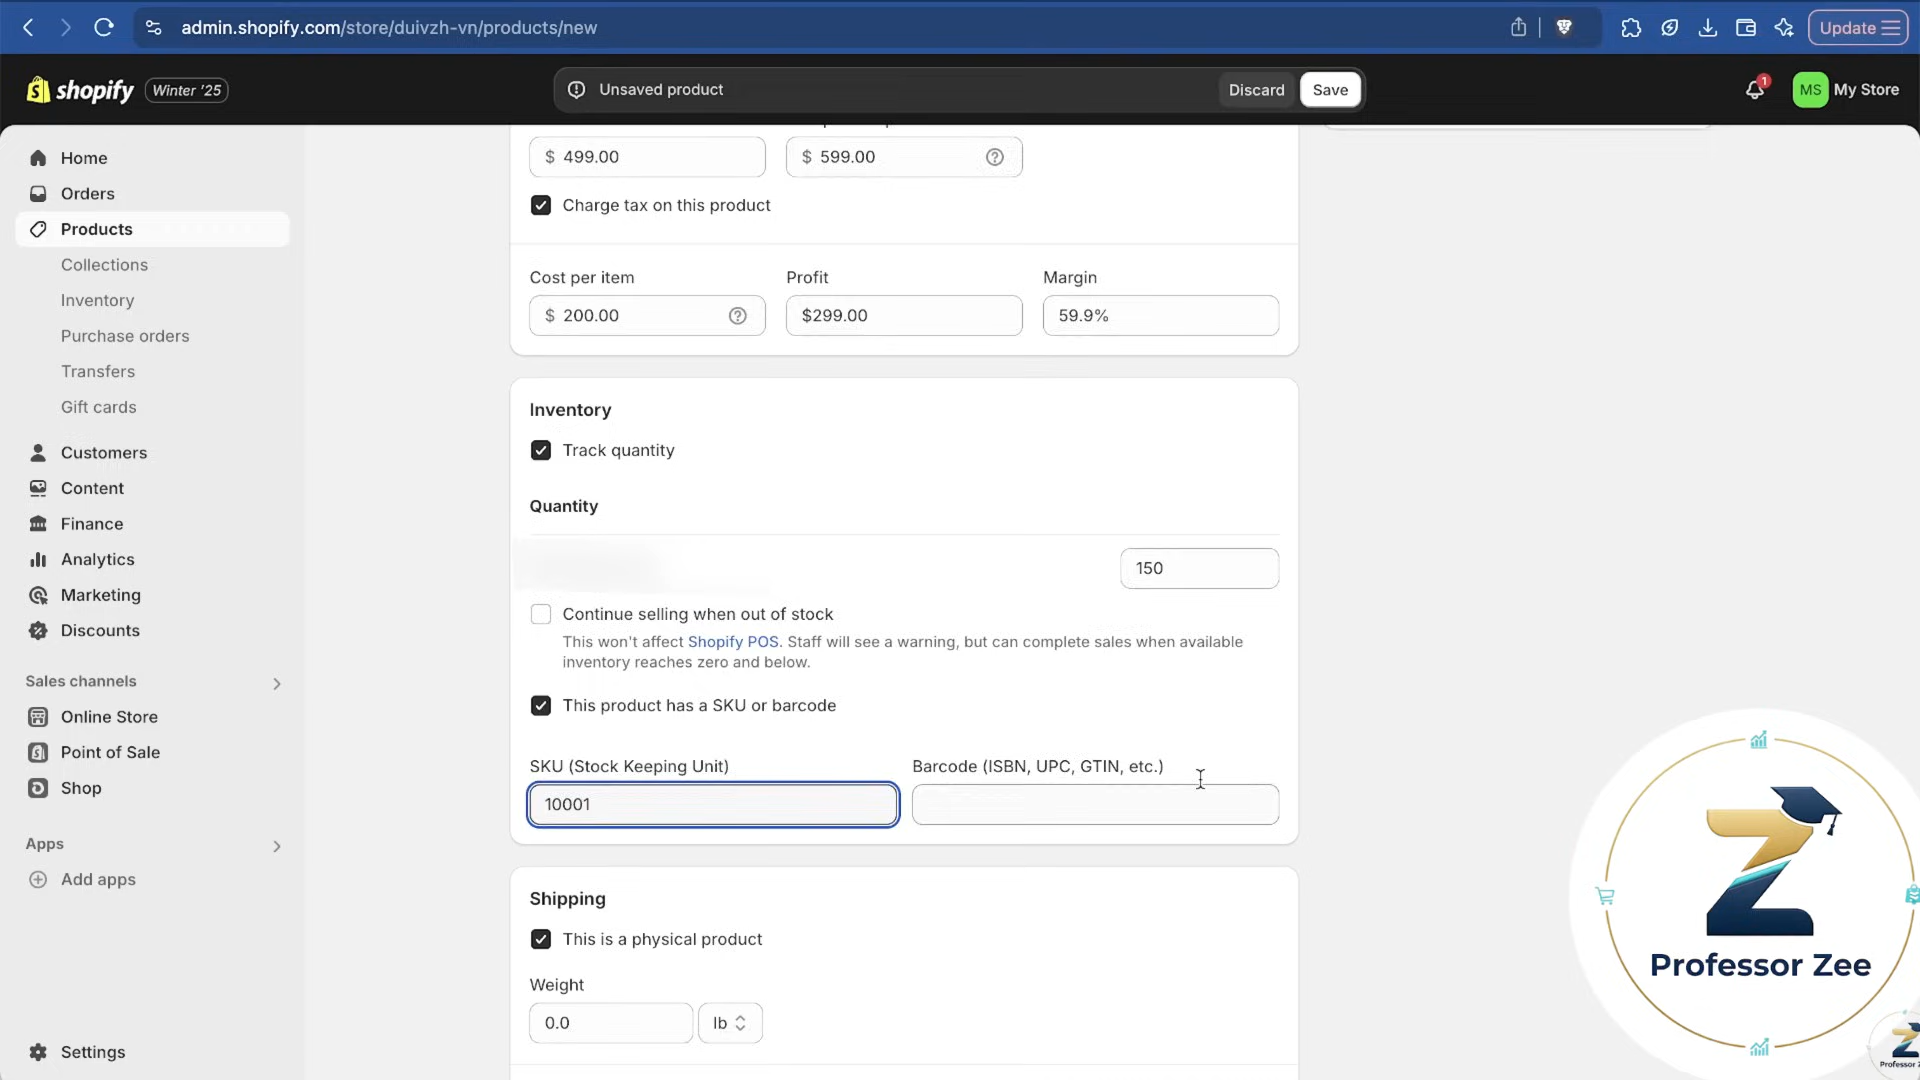 admin.shopify.com/store/duivzh-vn/products/new
Update
shopify
Winter '25
Unsaved product
Discard
Save
1
MS
My Store
Home
Orders
Products
Collections
Inventory
Purchase orders
Transfers
Gift cards
Customers
Content
Finance
Analytics
Marketing
Discounts
Sales channels
Online Store
Point of Sale
Shop
Apps
Add apps
Settings
$ 499.00
$ 599.00
Charge tax on this product
Cost per item
Profit
Margin
$ 200.00
$299.00
59.9%
Inventory
Track quantity
Quantity
150
Continue selling when out of stock
This won't affect Shopify POS. Staff will see a warning, but can complete sales when available
inventory reaches zero and below.
This product has a SKU or barcode
SKU (Stock Keeping Unit)
Barcode (ISBN, UPC, GTIN, etc.)
10001
Shipping
This is a physical product
Weight
0.0
lb
Professor Zee
Professor Z